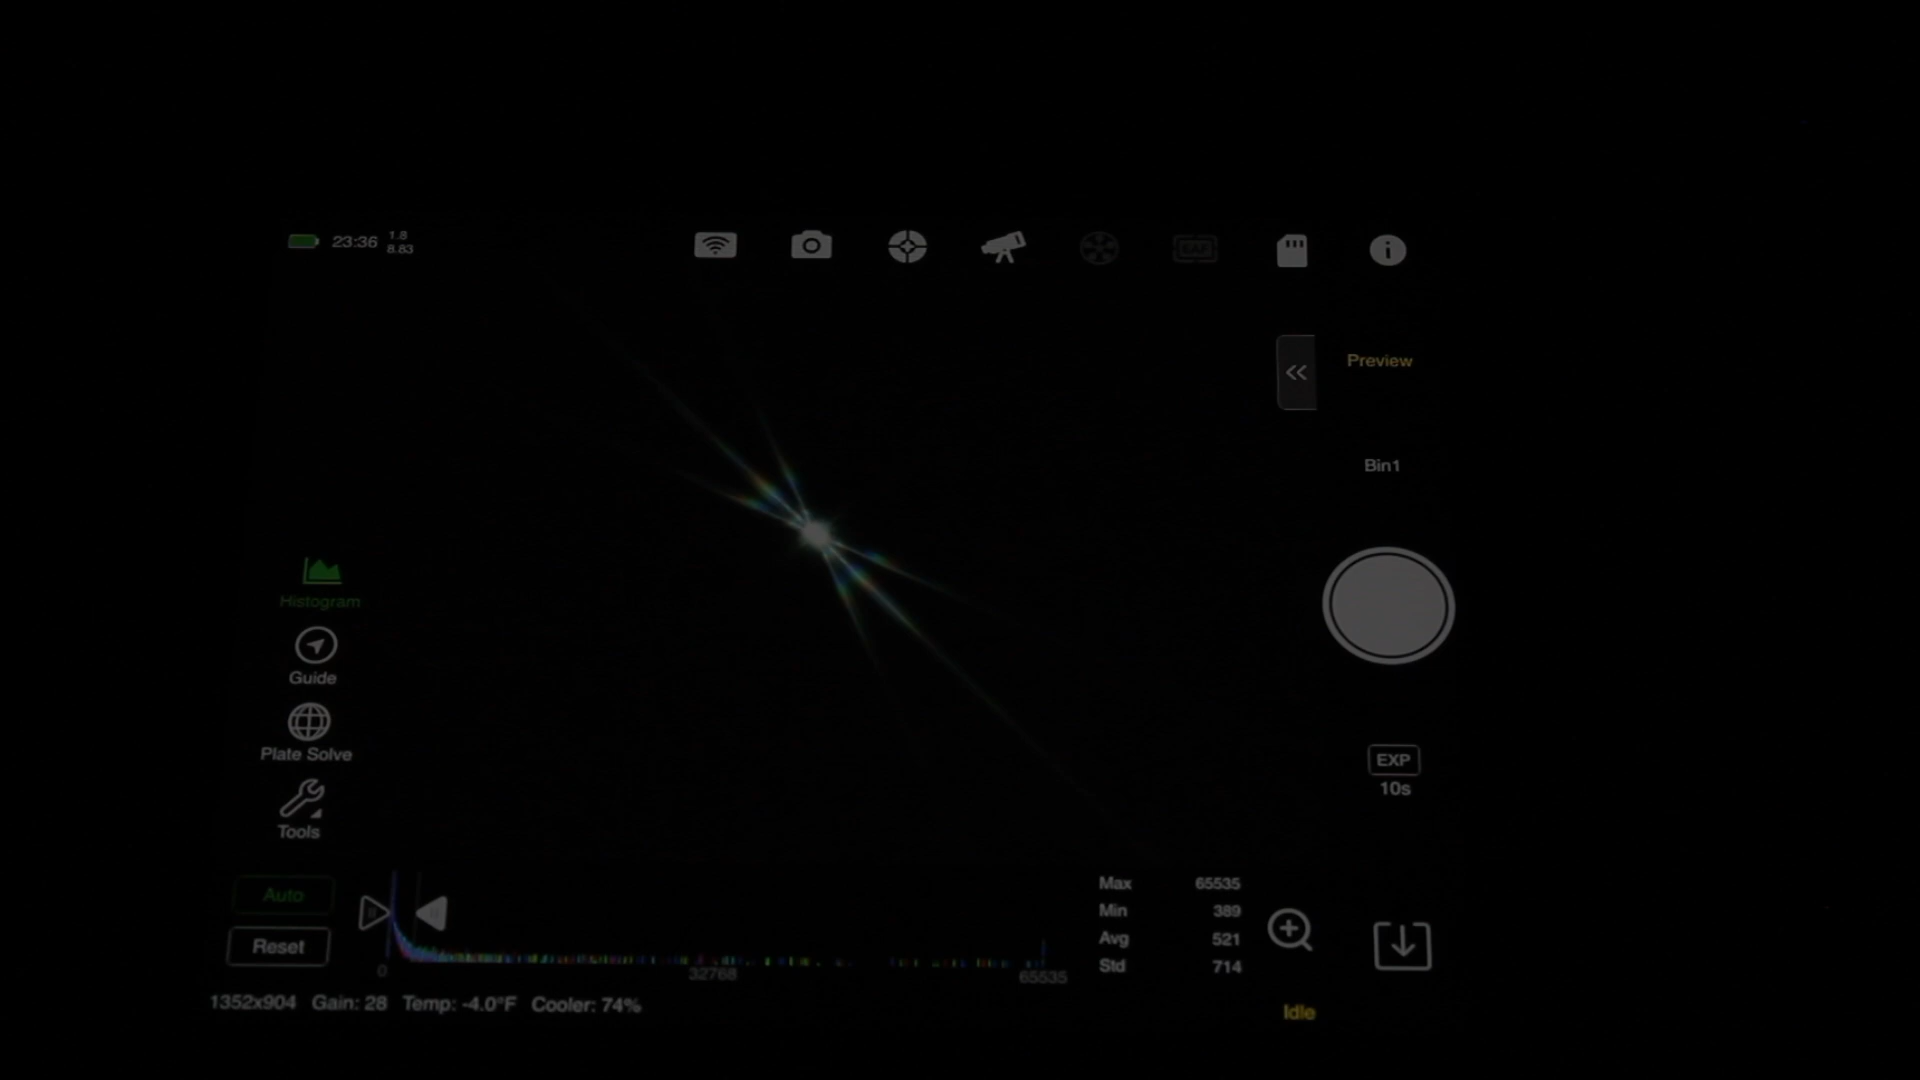 23:36 1.8
8.83
EAF
Preview
Bin1
Histogram
Guide
Plate Solve
EXP
10s
Tools
Auto
Reset
Max 65535
Min 389
Avg 521
Std 714
0 32768 65535
1352x904 Gain: 28 Temp: -4.0°F Cooler: 74%
Idle